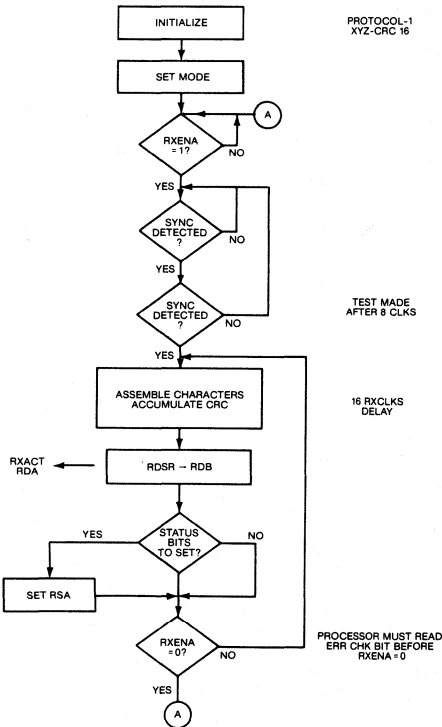 INITIALIZE
PROTOCOL-1
XYZ-CRC 16
SET MODE
A
RXENA
= 1?
NO
YES
SYNC
DETECTED
?
NO
YES
SYNC
DETECTED
?
NO
TEST MADE
AFTER 8 CLKS
YES
ASSEMBLE CHARACTERS
ACCUMULATE CRC
16 RXCLKS
DELAY
RXACT
RDA
RDSR → RDB
YES
STATUS
BITS
TO SET?
NO
SET RSA
RXENA
= 0?
NO
PROCESSOR MUST READ
ERR CHK BIT BEFORE
RXENA = 0
YES
A